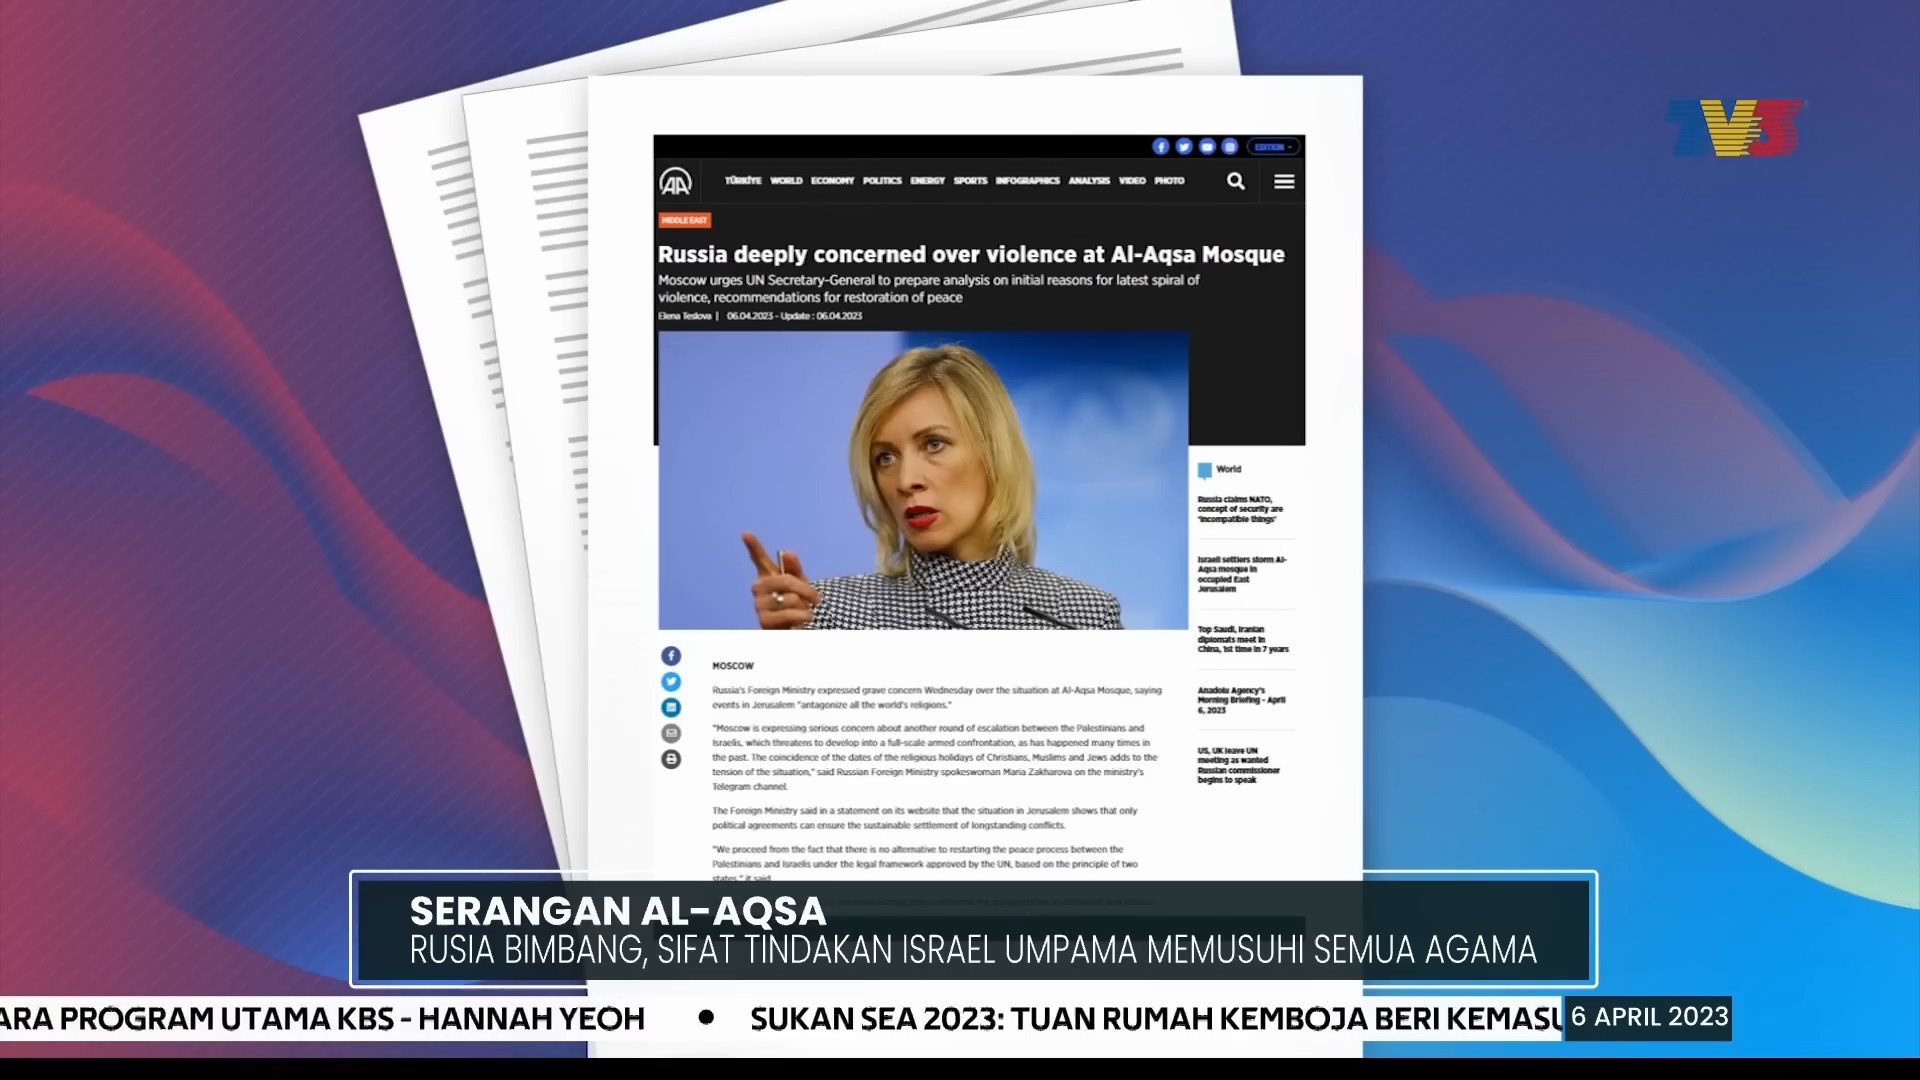 TV3
EDITION
AA
TÜRKİYE WORLD ECONOMY POLITICS ENERGY SPORTS INFOGRAPHICS ANALYSIS VIDEO PHOTO
MIDDLE EAST
Russia deeply concerned over violence at Al-Aqsa Mosque
Moscow urges UN Secretary-General to prepare analysis on initial reasons for latest spiral of
violence, recommendations for restoration of peace
Elena Teslova | 06.04.2023 - Update : 06.04.2023
World
Russia claims NATO,
concept of security are
'incompatible things'
Israeli settlers storm Al-
Aqsa mosque in
occupied East
Jerusalem
Top Saudi, Iranian
diplomats meet in
China, 1st time in 7 years
Anadolu Agency's
Morning Briefing - April
6, 2023
US, UK leave UN
meeting as wanted
Russian commissioner
begins to speak
MOSCOW
Russia's Foreign Ministry expressed grave concern Wednesday over the situation at Al-Aqsa Mosque, saying
events in Jerusalem "antagonize all the world's religions."
"Moscow is expressing serious concern about another round of escalation between the Palestinians and
Israelis, which threatens to develop into a full-scale armed confrontation, as has happened many times in
the past. The coincidence of the dates of the religious holidays of Christians, Muslims and Jews adds to the
tension of the situation," said Russian Foreign Ministry spokeswoman Maria Zakharova on the ministry's
Telegram channel.
The Foreign Ministry said in a statement on its website that the situation in Jerusalem shows that only
political agreements can ensure the sustainable settlement of longstanding conflicts.
"We proceed from the fact that there is no alternative to restarting the peace process between the
Palestinians and Israelis under the legal framework approved by the UN, based on the principle of two
states," it said.
SERANGAN AL-AQSA
RUSIA BIMBANG, SIFAT TINDAKAN ISRAEL UMPAMA MEMUSUHI SEMUA AGAMA
ARA PROGRAM UTAMA KBS - HANNAH YEOH • SUKAN SEA 2023: TUAN RUMAH KEMBOJA BERI KEMASU
6 APRIL 2023